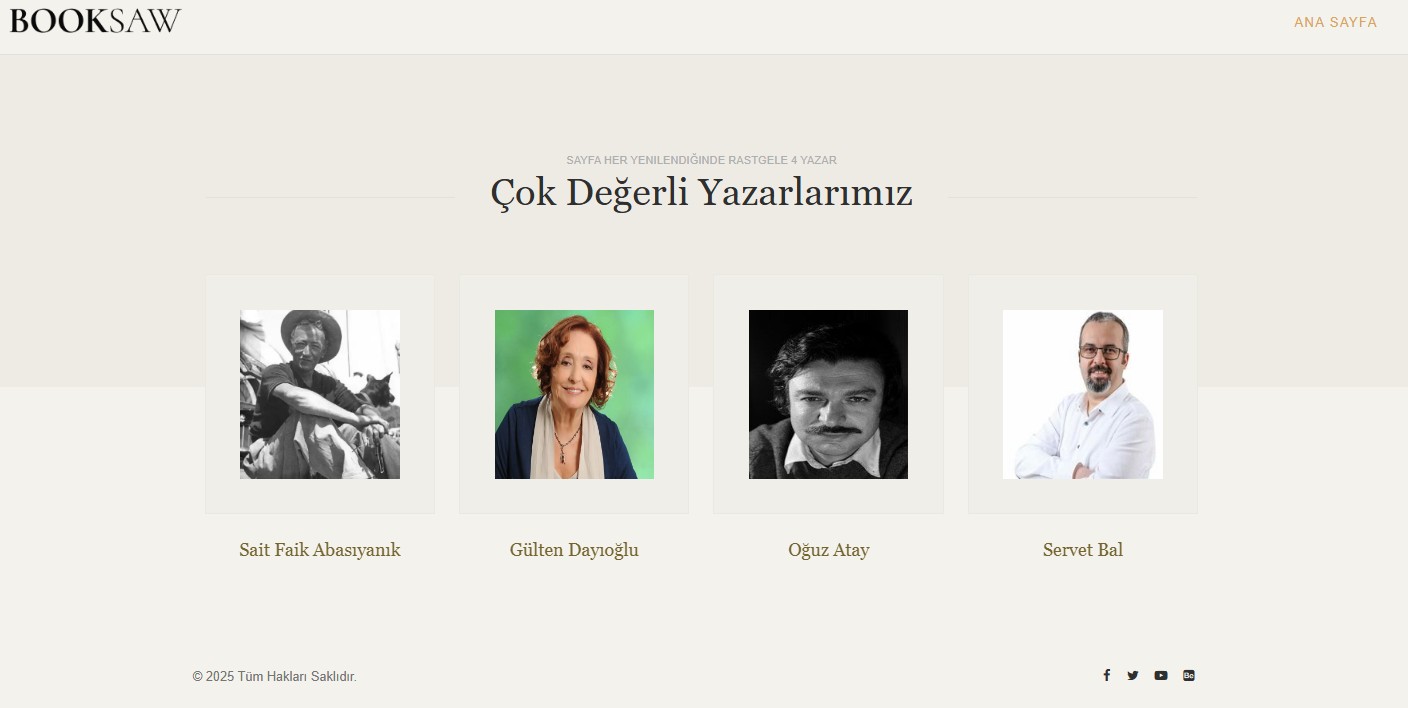 BOOKSAW
ANA SAYFA
SAYFA HER YENILENDIĞINDE RASTGELE 4 YAZAR
Çok Değerli Yazarlarımız
Sait Faik Abasıyanık
Gülten Dayıoğlu
Oğuz Atay
Servet Bal
© 2025 Tüm Hakları Saklıdır.